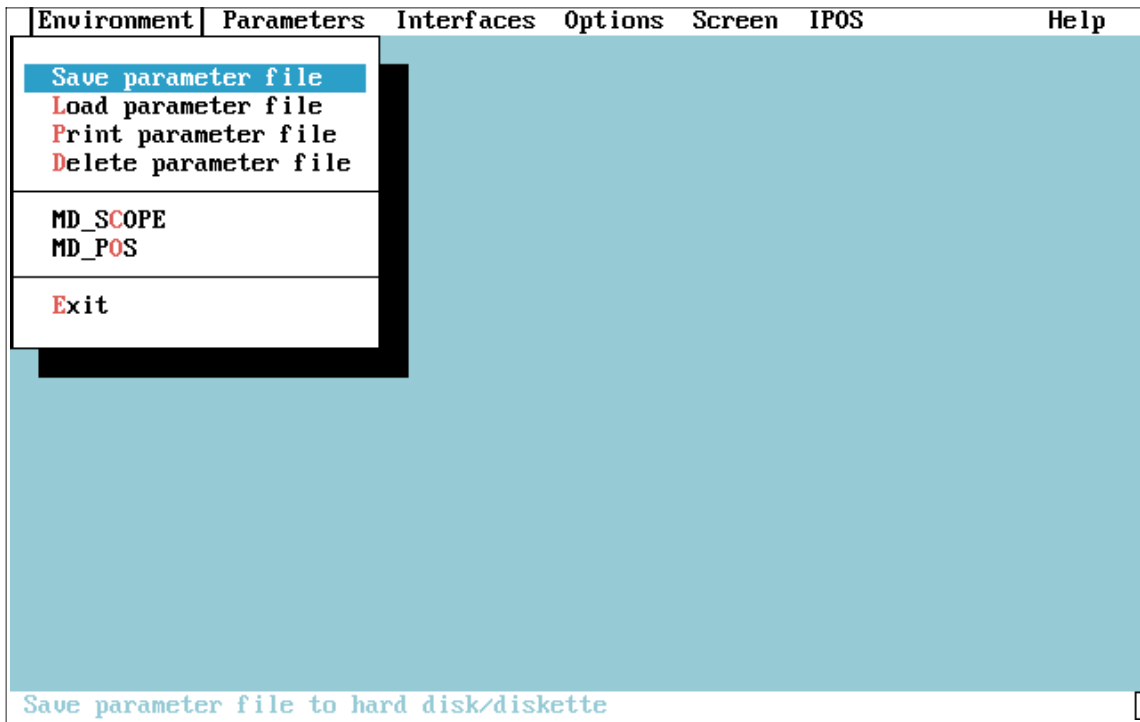 Environment Parameters Interfaces Options Screen IPOS Help
Save parameter file
Load parameter file
Print parameter file
Delete parameter file
MD_SCOPE
MD_POS
Exit
Save parameter file to hard disk/diskette